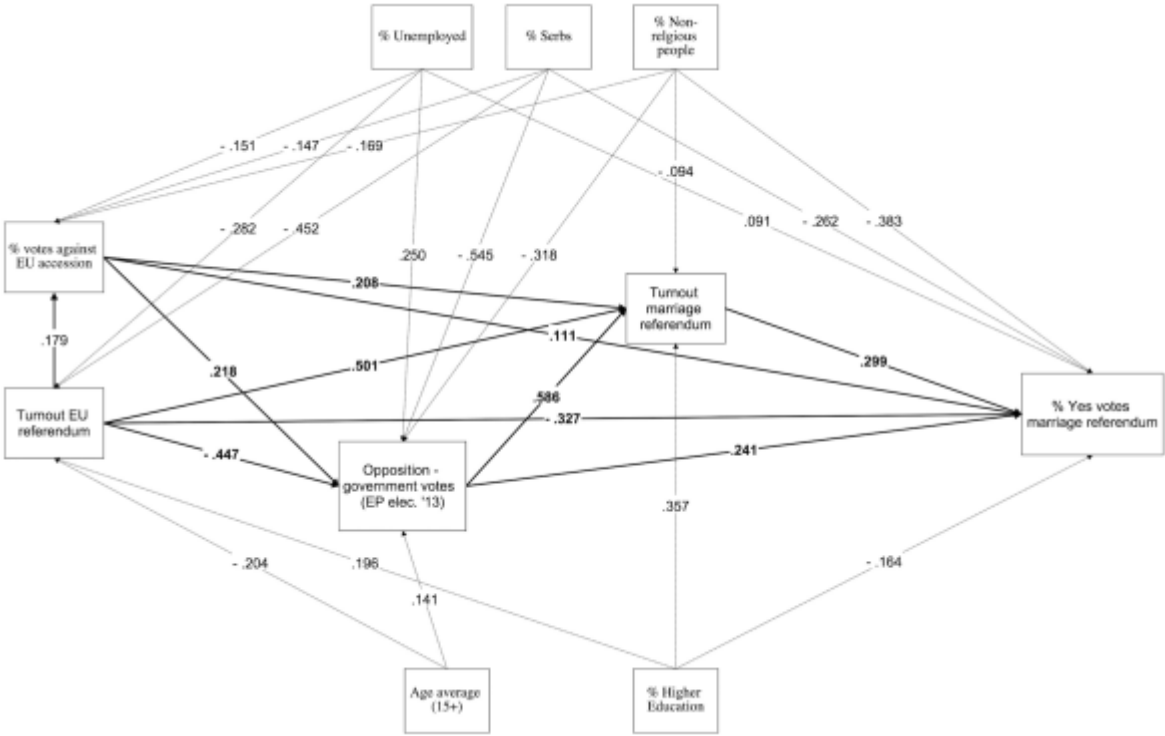 % Unemployed
% Serbs
% Non-
relgious
people
- .151
- .147
- .169
- .094
- .282
- .452
.250
- .545
- .318
.091
- .262
- .383
% votes against
EU accession
.208
Turnout
marriage
referendum
.179
.218
.501
.111
.299
.586
Turnout EU
referendum
- .327
% Yes votes
marriage referendum
- .447
Opposition -
government votes
(EP elec. '13)
.241
.357
- .204
.196
.141
- .164
Age average
(15+)
% Higher
Education